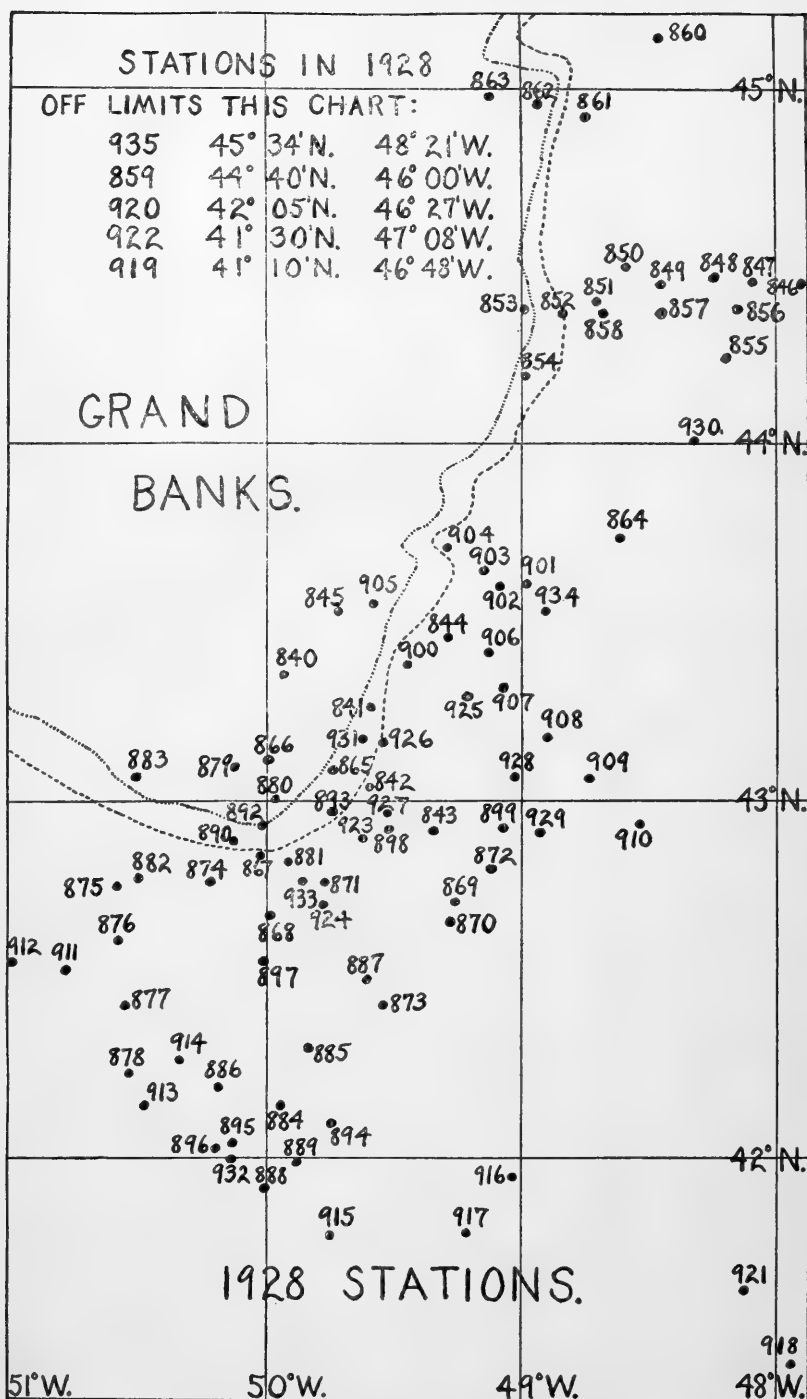 STATIONS IN 1928
OFF LIMITS THIS CHART:
935 45° 34'N. 48° 21'W.
859 44° 40'N. 46° 00'W.
920 42° 05'N. 46° 27'W.
922 41° 30'N. 47° 08'W.
919 41° 10'N. 46° 48'W.
860
863 862 861
45° N.
850 849 848 847 846
853 852 851 858 857 856
854 855
GRAND
930. 44° N.
BANKS.
864
904
903 901
845 905 902 934
844
840 900 906
841 925 907
931 926 908
883 879 866 865 928 909
880 842
892 893 927 43° N.
890 923 898 843 899 929 910
867 881 872
875 882 874 933 871 869
924 870
876 868
912 911 897 887
877 873
914 885
878 886
913 884 894
896 895 889 42° N.
932 888 916
915 917
1928 STATIONS.
921
918
51° W. 50° W. 49° W. 48° W.